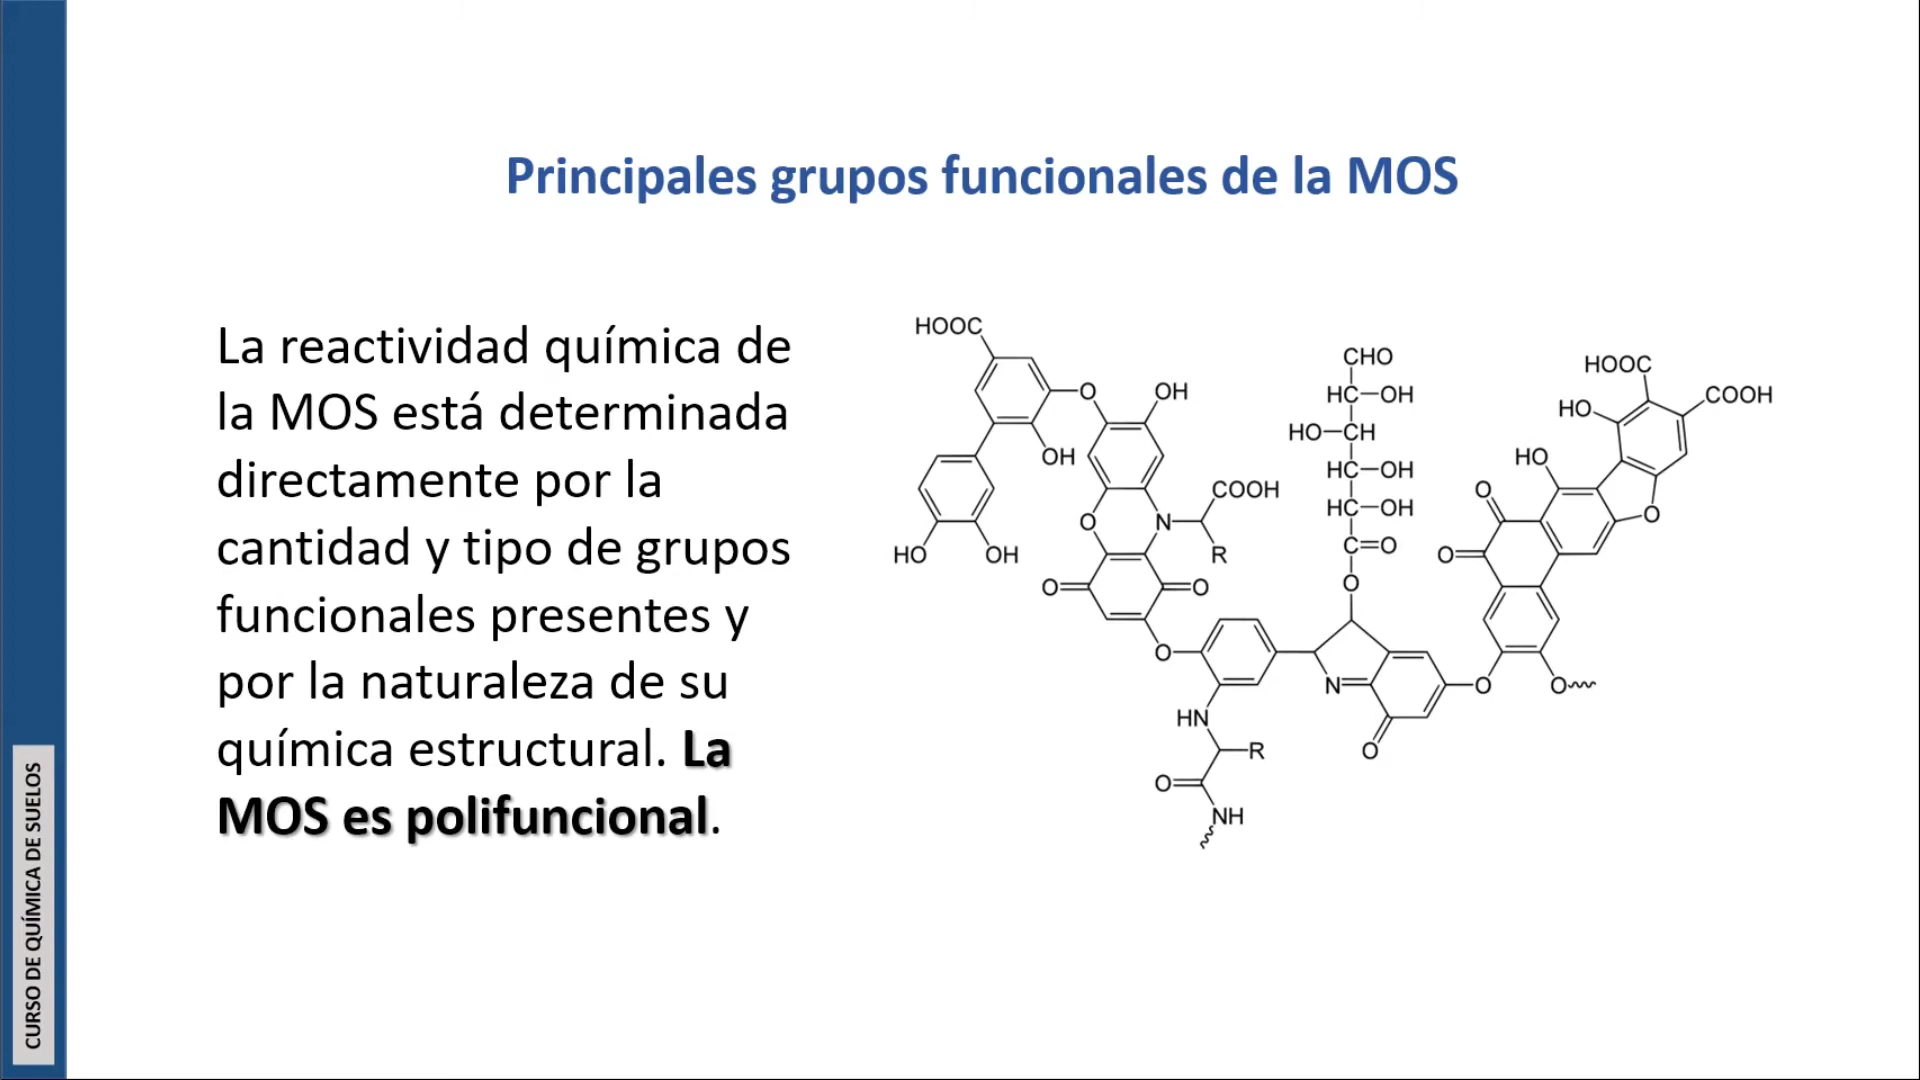 Principales grupos funcionales de la MOS
La reactividad química de
la MOS está determinada
directamente por la
cantidad y tipo de grupos
funcionales presentes y
por la naturaleza de su
química estructural. La
MOS es polifuncional.
HOOC
O
OH
OH
HO
OH
O
N
COOH
R
O
O
O
HN
R
O
NH
CHO
HC OH
HO CH
HC OH
HC OH
C=O
O
N
O
O
O
HOOC
COOH
HO
HO
O
O
O
CURSO DE QUÍMICA DE SUELOS